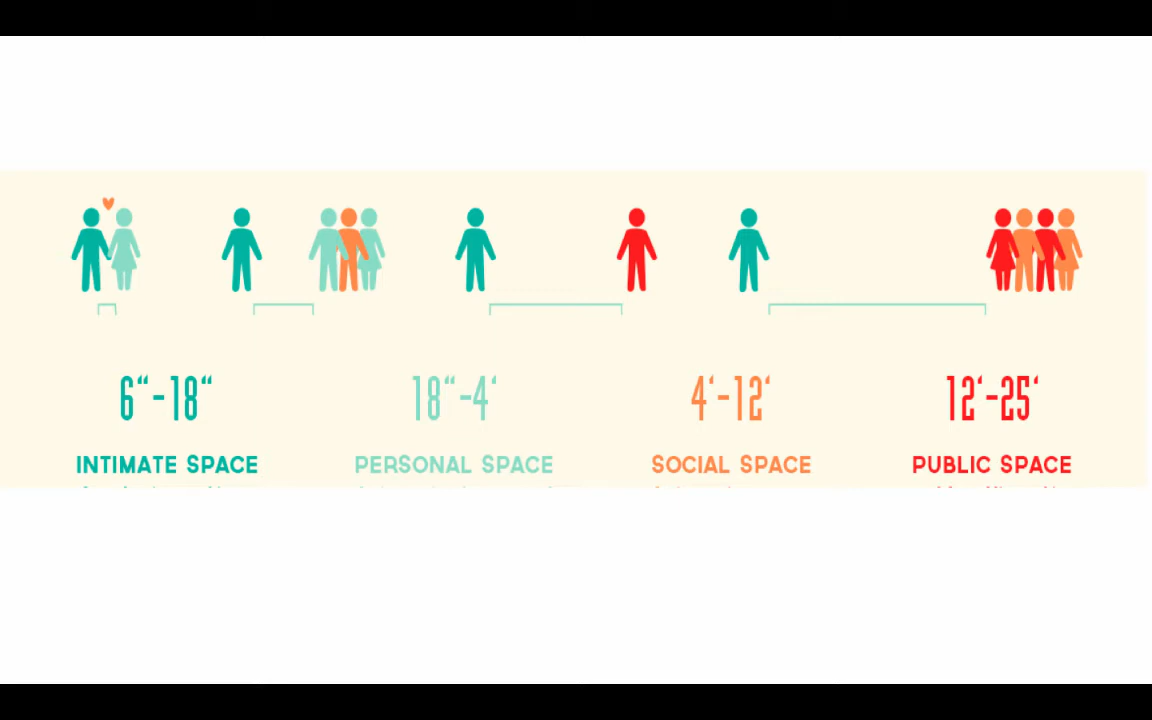 6“-18“ 18“-4‘ 4‘-12‘ 12‘-25‘
INTIMATE SPACE PERSONAL SPACE SOCIAL SPACE PUBLIC SPACE